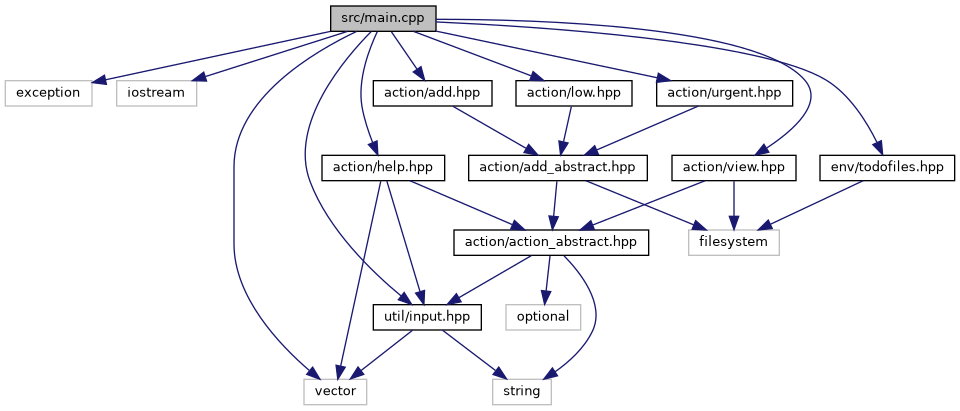 src/main.cpp
exception
iostream
action/add.hpp
action/low.hpp
action/urgent.hpp
action/help.hpp
action/add_abstract.hpp
action/view.hpp
env/todofiles.hpp
action/action_abstract.hpp
filesystem
util/input.hpp
optional
vector
string